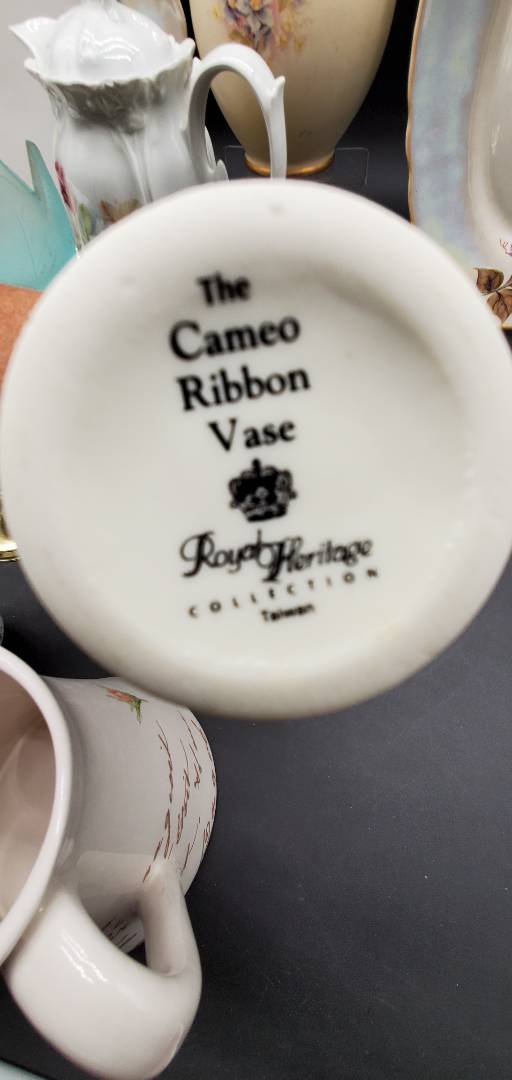 The
Cameo
Ribbon
Vase
Royal Heritage
COLLECTION
Taiwan